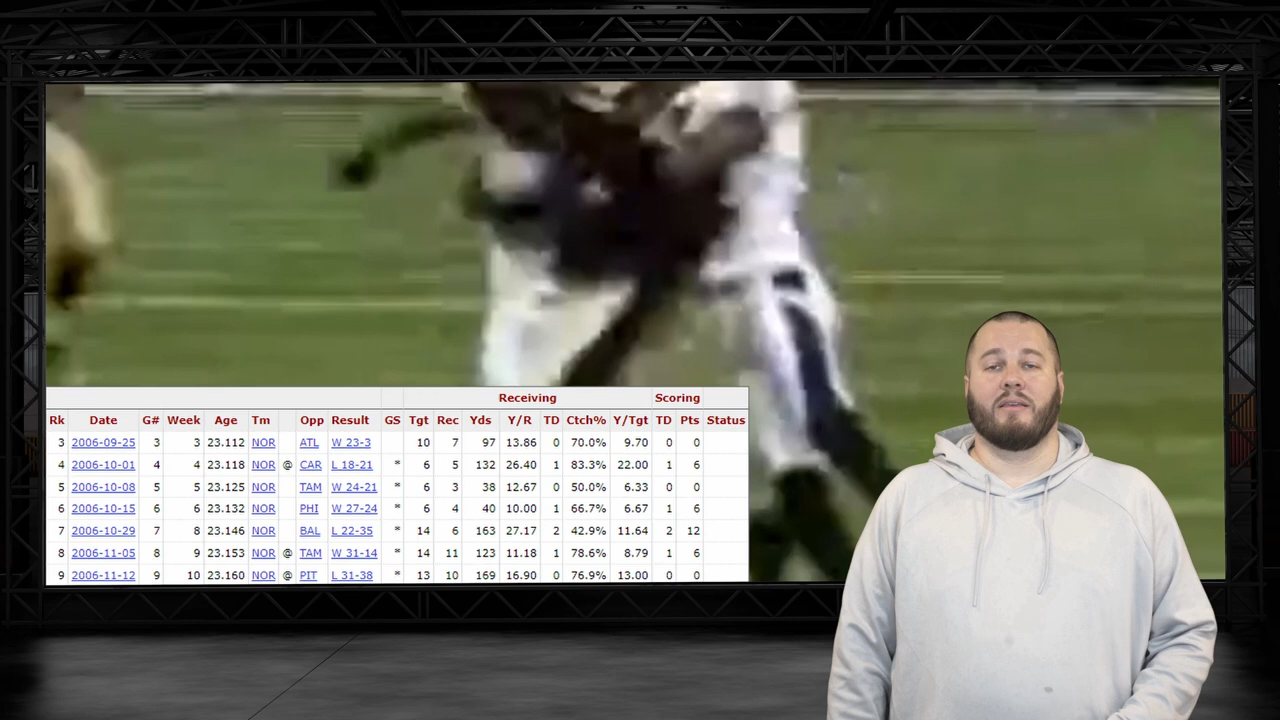 Receiving Scoring
Rk Date G# Week Age Tm Opp Result GS Tgt Rec Yds Y/R TD Ctch% Y/Tgt TD Pts Status
3 2006-09-25 3 3 23.112 NOR ATL W 23-3 10 7 97 13.86 0 70.0% 9.70 0 0
4 2006-10-01 4 4 23.118 NOR @ CAR L 18-21 * 6 5 132 26.40 1 83.3% 22.00 1 6
5 2006-10-08 5 5 23.125 NOR TAM W 24-21 * 6 3 38 12.67 0 50.0% 6.33 0 0
6 2006-10-15 6 6 23.132 NOR PHI W 27-24 * 6 4 40 10.00 1 66.7% 6.67 1 6
7 2006-10-29 7 8 23.146 NOR BAL L 22-35 * 14 6 163 27.17 2 42.9% 11.64 2 12
8 2006-11-05 8 9 23.153 NOR @ TAM W 31-14 * 14 11 123 11.18 1 78.6% 8.79 1 6
9 2006-11-12 9 10 23.160 NOR @ PIT L 31-38 * 13 10 169 16.90 0 76.9% 13.00 0 0